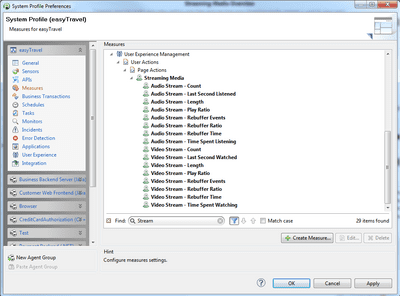 System Profile Preferences
System Profile (easyTravel)
Measures for easyTravel
easyTravel
General
Sensors
APIs
Measures
Business Transactions
Schedules
Tasks
Monitors
Incidents
Error Detection
Applications
User Experience
Integration
Business Backend Server
Customer Web Frontend
Browser
CreditCardAuthorization
Test
New Agent Group
Paste Agent Group
Measures
User Experience Management
User Actions
Page Actions
Streaming Media
Audio Stream - Count
Audio Stream - Last Second Listened
Audio Stream - Length
Audio Stream - Play Ratio
Audio Stream - Rebuffer Events
Audio Stream - Rebuffer Ratio
Audio Stream - Rebuffer Time
Audio Stream - Time Spent Listening
Video Stream - Count
Video Stream - Last Second Watched
Video Stream - Length
Video Stream - Play Ratio
Video Stream - Rebuffer Events
Video Stream - Rebuffer Ratio
Video Stream - Rebuffer Time
Video Stream - Time Spent Watching
Find: Stream Match case 29 items found
Create Measure... Edit... Delete
Hint
Configure measures settings.
OK Cancel Apply